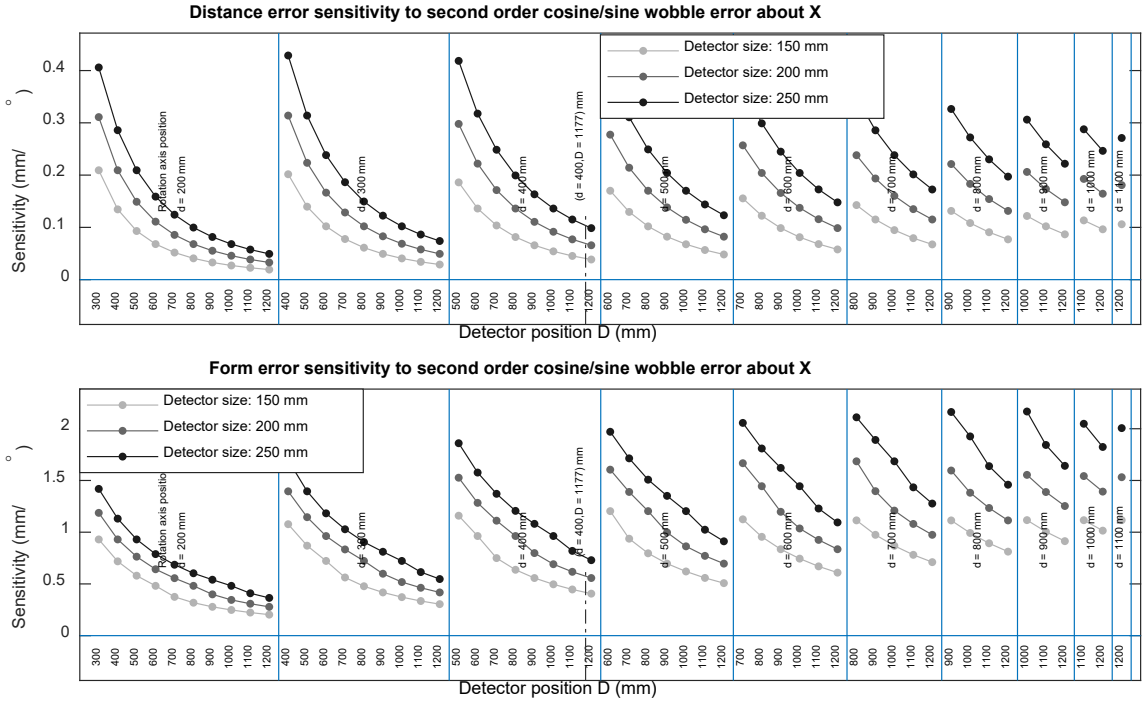 Distance error sensitivity to second order cosine/sine wobble error about X
Sensitivity (mm/°)
0.4
0.3
0.2
0.1
0
Detector size: 150 mm
Detector size: 200 mm
Detector size: 250 mm
Rotation axis position
d = 200 mm
d = 300 mm
d = 400 mm
(d = 400,D = 1177) mm
d = 500 mm
d = 600 mm
d = 700 mm
d = 800 mm
d = 900 mm
d = 1000 mm
d = 1100 mm
300 400 500 600 700 800 900 1000 1100 1200
400 500 600 700 800 900 1000 1100 1200
500 600 700 800 900 1000 1100 1200
600 700 800 900 1000 1100 1200
700 800 900 1000 1100 1200
800 900 1000 1100 1200
900 1000 1100 1200
1000 1100 1200
1100 1200
1200
Detector position D (mm)
Form error sensitivity to second order cosine/sine wobble error about X
Sensitivity (mm/°)
2
1.5
1
0.5
0
Detector size: 150 mm
Detector size: 200 mm
Detector size: 250 mm
Rotation axis positio
d = 200 mm
d = 300 mm
d = 400 mm
(d = 400,D = 1177) mm
d = 500 mm
d = 600 mm
d = 700 mm
d = 800 mm
d = 900 mm
d = 1000 mm
d = 1100 mm
300 400 500 600 700 800 900 1000 1100 1200
400 500 600 700 800 900 1000 1100 1200
500 600 700 800 900 1000 1100 1200
600 700 800 900 1000 1100 1200
700 800 900 1000 1100 1200
800 900 1000 1100 1200
900 1000 1100 1200
1000 1100 1200
1100 1200
1200
Detector position D (mm)